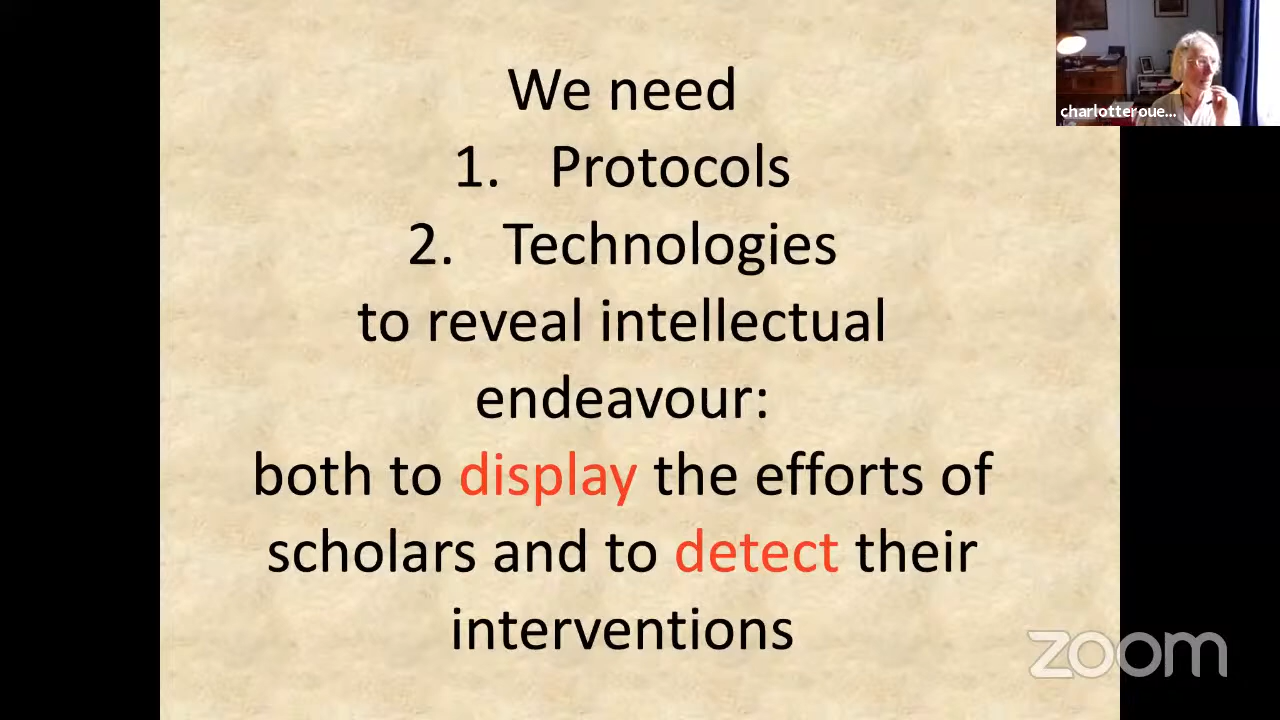 We need
1. Protocols
2. Technologies
to reveal intellectual
endeavour:
both to display the efforts of
scholars and to detect their
interventions
charlotteroue...
zoom